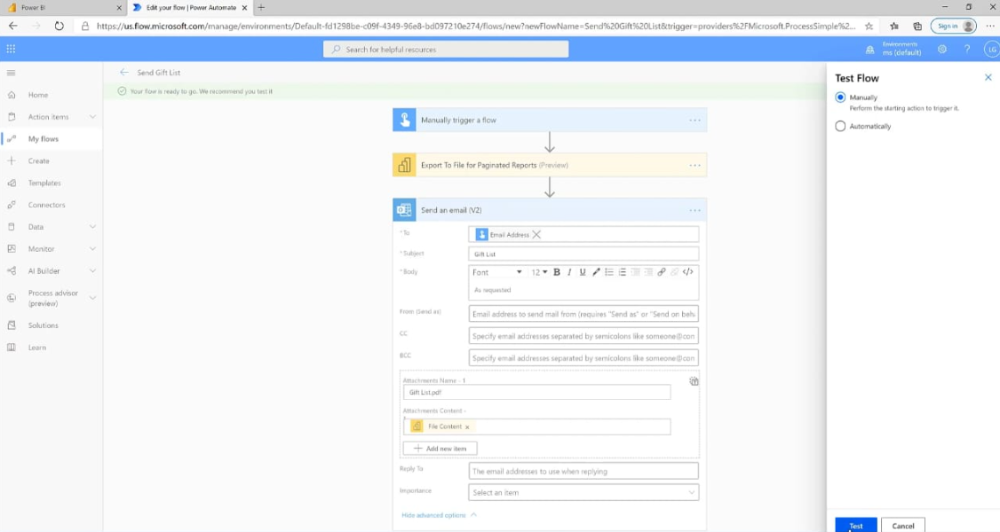 Power BI
Edit your flow | Power Automate
https://us.flow.microsoft.com/manage/environments/Default-fd1298be-c09f-4349-96e8-bd097210e274/flows/new?newFlowName=Send%20Gift%20List&trigger=providers%2FMicrosoft.ProcessSimple%2...
Sign in
Search for helpful resources
Environments
ms (default)
LG
Send Gift List
Your flow is ready to go. We recommend you test it
Home
Action items
My flows
Create
Templates
Connectors
Data
Monitor
AI Builder
Process advisor
(preview)
Solutions
Learn
Manually trigger a flow
Export To File for Paginated Reports (Preview)
Send an email (V2)
* To
Email Address
* Subject
Gift List
* Body
Font
12
B I U </>
As requested
From (Send as)
Email address to send mail from (requires "Send as" or "Send on beha
CC
Specify email addresses separated by semicolons like someone@con
BCC
Specify email addresses separated by semicolons like someone@con
Attachments Name - 1
Gift List.pdf
Attachments Content -
File Content
Add new item
Reply To
The email addresses to use when replying
Importance
Select an item
Hide advanced options
Test Flow
Manually
Perform the starting action to trigger it.
Automatically
Test
Cancel